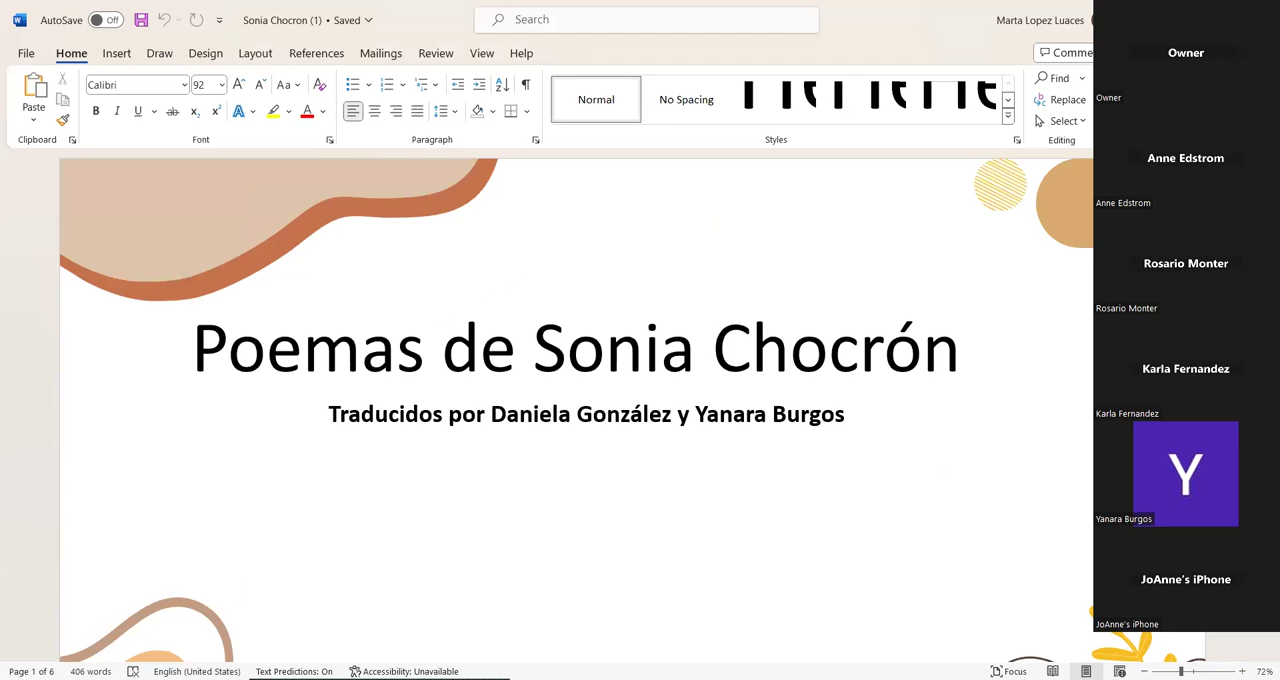 AutoSave Off Sonia Chocron (1) • Saved Search Marta Lopez Luaces
File Home Insert Draw Design Layout References Mailings Review View Help Comme
Paste Calibri 92 Aa Normal No Spacing Find
Replace
Select
Clipboard Font Paragraph Styles Editing
Poemas de Sonia Chocrón
Traducidos por Daniela González y Yanara Burgos
Owner
Owner
Anne Edstrom
Anne Edstrom
Rosario Monter
Rosario Monter
Karla Fernandez
Karla Fernandez
Y
Yanara Burgos
JoAnne's iPhone
JoAnne's iPhone
Page 1 of 6 406 words English (United States) Text Predictions: On Accessibility: Unavailable Focus 72%